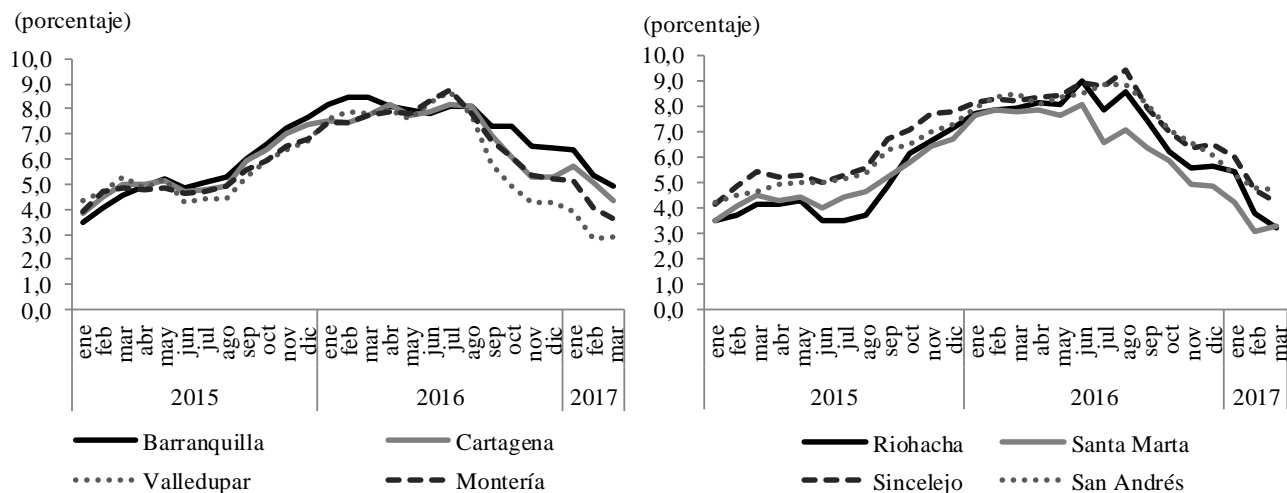 (porcentaje)
10,0
9,0
8,0
7,0
6,0
5,0
4,0
3,0
2,0
1,0
0,0
ene feb mar abr may jun jul ago sep oct nov dic ene feb mar abr may jun jul ago sep oct nov dic ene feb mar
2015 2016 2017
Barranquilla Cartagena
Valledupar Montería
(porcentaje)
10,0
9,0
8,0
7,0
6,0
5,0
4,0
3,0
2,0
1,0
0,0
ene feb mar abr may jun jul ago sep oct nov dic ene feb mar abr may jun jul ago sep oct nov dic ene feb mar
2015 2016 2017
Riohacha Santa Marta
Sincelejo San Andrés